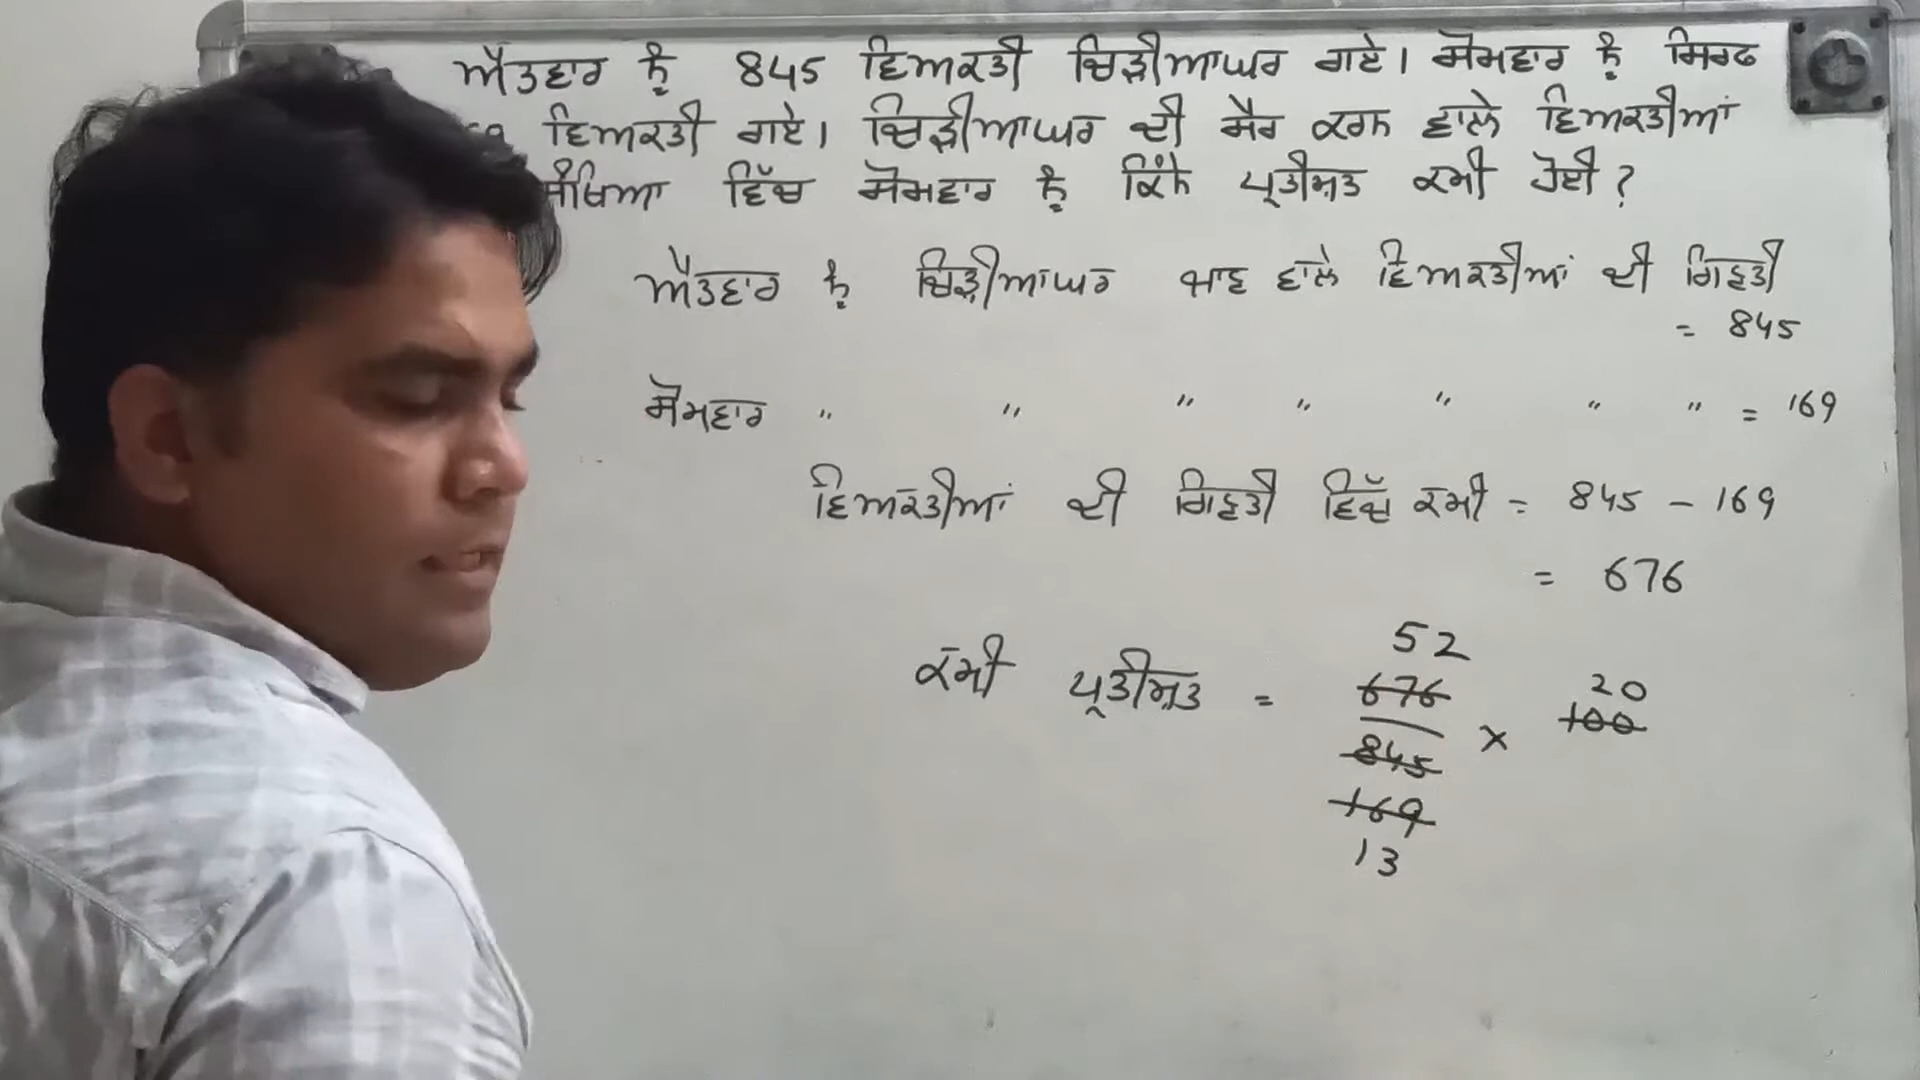 ਐਤਵਾਰ ਨੂੰ 845 ਵਿਅਕਤੀ ਚਿੜੀਆਘਰ ਗਏ। ਸੋਮਵਾਰ ਨੂੰ ਸਿਰਫ
ਵਿਅਕਤੀ ਗਏ। ਚਿੜੀਆਘਰ ਦੀ ਸੈਰ ਕਰਨ ਵਾਲੇ ਵਿਅਕਤੀਆਂ
ਵਿੱਚ ਸੋਮਵਾਰ ਨੂੰ ਕਿੰਨੇ ਪ੍ਰਤੀਸ਼ਤ ਕਮੀ ਹੋਈ?
ਐਤਵਾਰ ਨੂੰ ਚਿੜੀਆਘਰ ਜਾਣ ਵਾਲੇ ਵਿਅਕਤੀਆਂ ਦੀ ਗਿਣਤੀ
= 845
ਸੋਮਵਾਰ " " " " " " " = 169
ਵਿਅਕਤੀਆਂ ਦੀ ਗਿਣਤੀ ਵਿੱਚ ਕਮੀ = 845 - 169
= 676
52
ਕਮੀ ਪ੍ਰਤੀਸ਼ਤ = 676 20
845 × 100
169
13